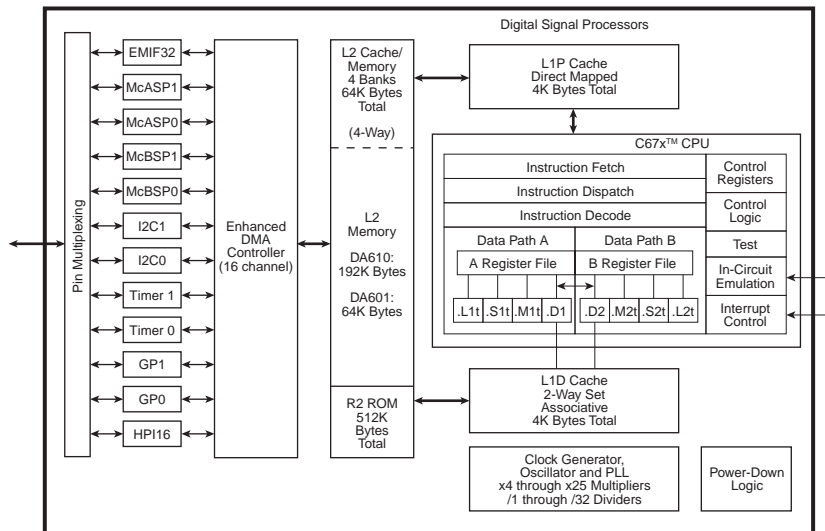 Digital Signal Processors
Pin Multiplexing
EMIF32
McASP1
McASP0
McBSP1
McBSP0
I2C1
I2C0
Timer 1
Timer 0
GP1
GP0
HPI16
Enhanced
DMA
Controller
(16 channel)
L2 Cache/
Memory
4 Banks
64K Bytes
Total
(4-Way)
L2
Memory
DA610:
192K Bytes
DA601:
64K Bytes
R2 ROM
512K
Bytes
Total
L1P Cache
Direct Mapped
4K Bytes Total
C67x™ CPU
Instruction Fetch
Instruction Dispatch
Instruction Decode
Data Path A
A Register File
.L1t .S1t .M1t .D1
Data Path B
B Register File
.D2 .M2t .S2t .L2t
Control
Registers
Control
Logic
Test
In-Circuit
Emulation
Interrupt
Control
L1D Cache
2-Way Set
Associative
4K Bytes Total
Clock Generator,
Oscillator and PLL
x4 through x25 Multipliers
/1 through /32 Dividers
Power-Down
Logic